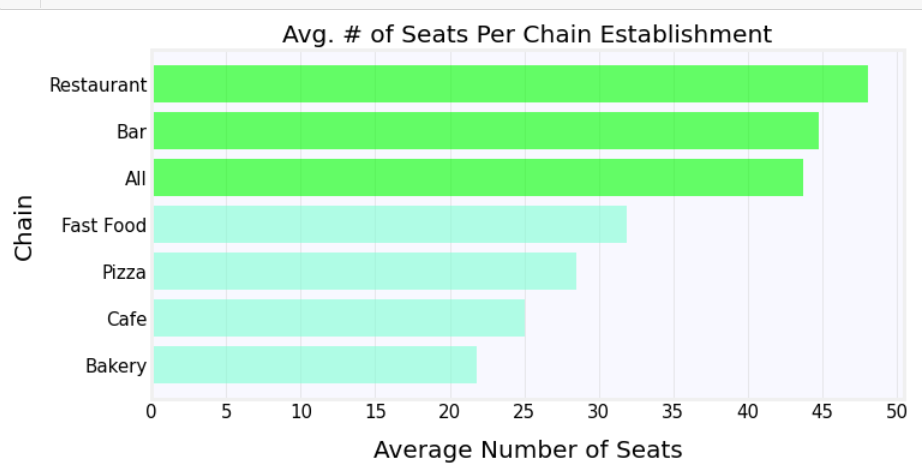 Avg. # of Seats Per Chain Establishment
Chain
Restaurant
Bar
All
Fast Food
Pizza
Cafe
Bakery
0 5 10 15 20 25 30 35 40 45 50
Average Number of Seats